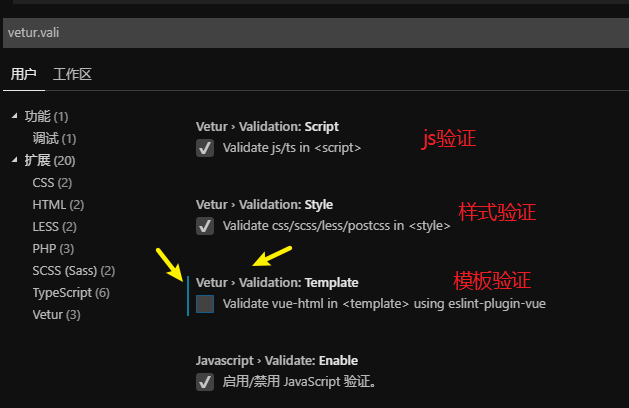 vetur.vali
用户 工作区
功能 (1)
调试 (1)
扩展 (20)
CSS (2)
HTML (2)
LESS (2)
PHP (3)
SCSS (Sass) (2)
TypeScript (6)
Vetur (3)
Vetur › Validation: Script
Validate js/ts in <script>
js验证
Vetur › Validation: Style
Validate css/scss/less/postcss in <style>
样式验证
Vetur › Validation: Template
Validate vue-html in <template> using eslint-plugin-vue
模板验证
Javascript › Validate: Enable
启用/禁用 JavaScript 验证。